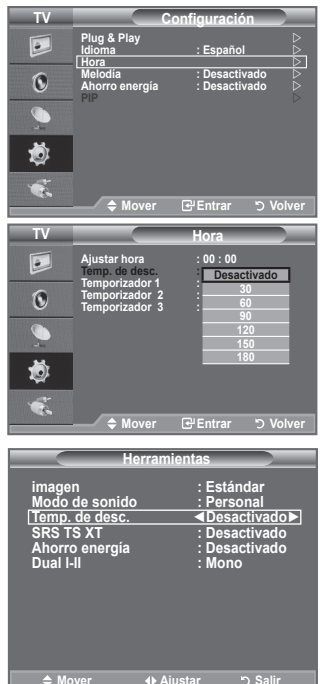 TV Configuración
Plug & Play
Idioma : Español
Hora
Melodía : Desactivado
Ahorro energía : Desactivado
PIP
Mover Entrar Volver
TV Hora
Ajustar hora : 00 : 00
Temp. de desc. : Desactivado
Temporizador 1 : 30
Temporizador 2 : 60
Temporizador 3 : 90
120
150
180
Mover Entrar Volver
Herramientas
imagen : Estándar
Modo de sonido : Personal
Temp. de desc. ◀Desactivado▶
SRS TS XT : Desactivado
Ahorro energía : Desactivado
Dual I-II : Mono
Mover Ajustar Salir